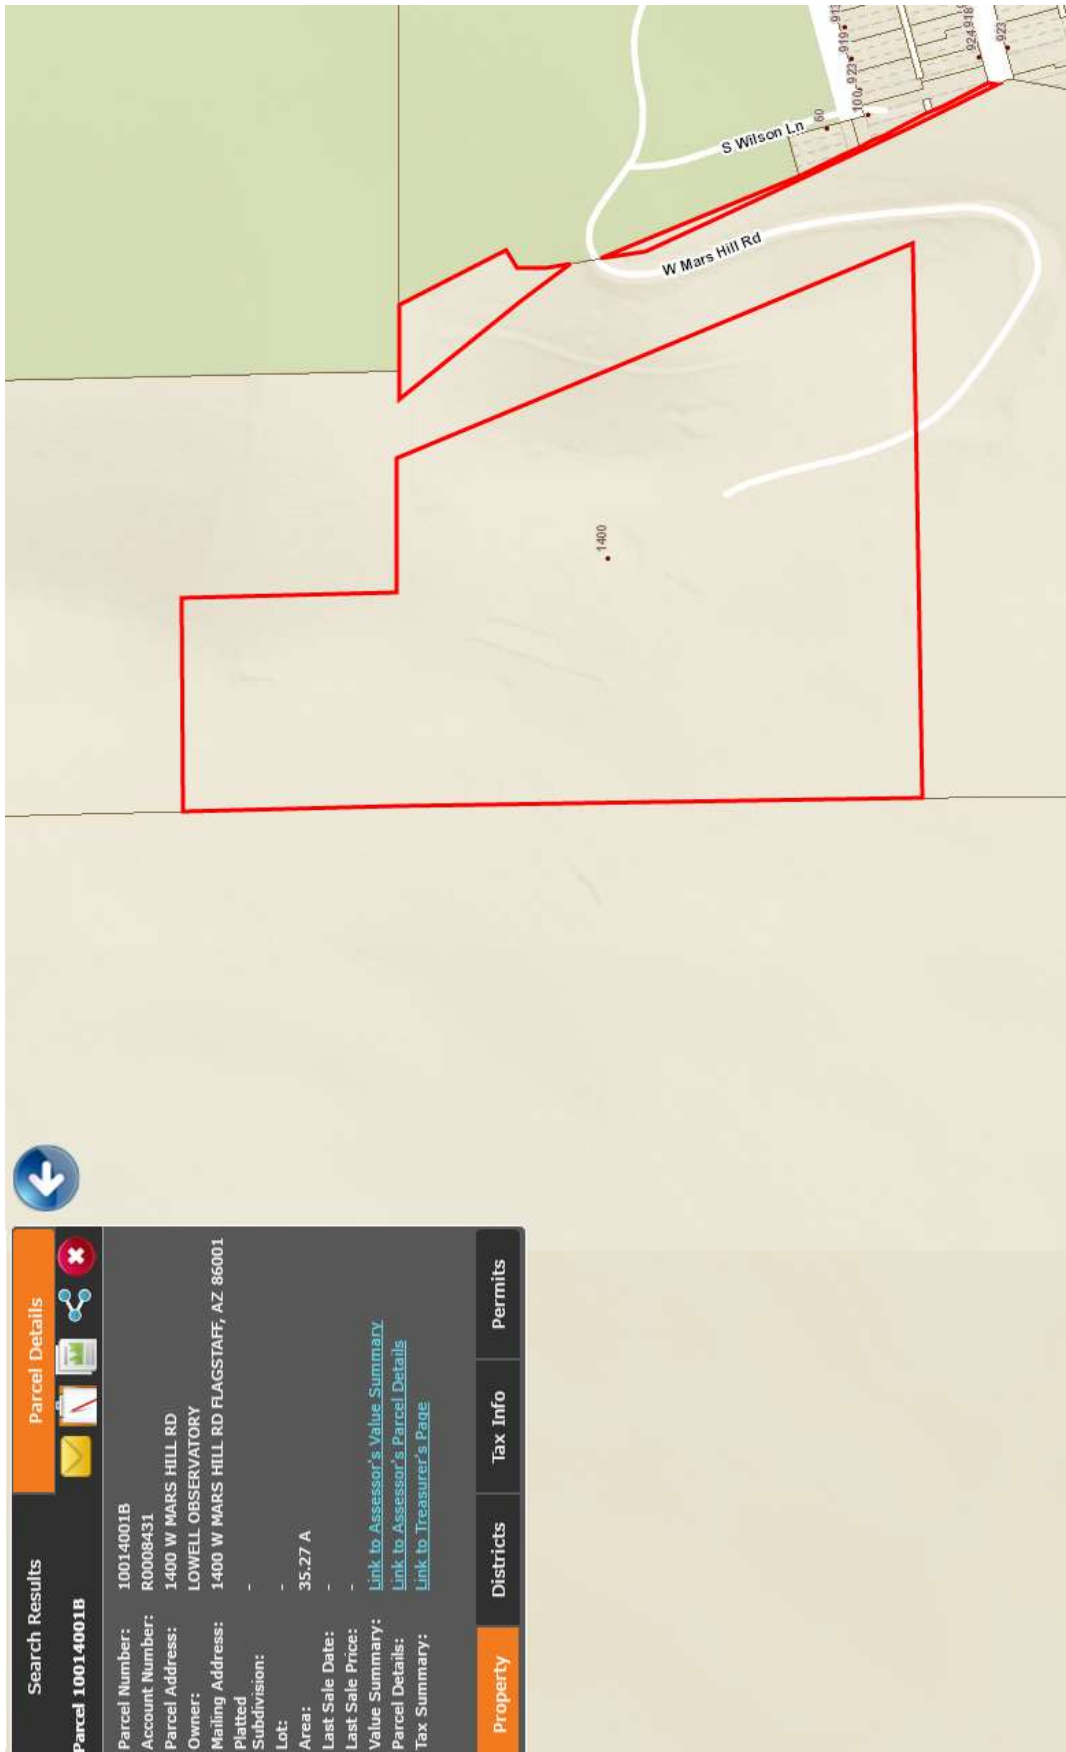 Search Results
Parcel Details
Parcel 10014001B
Parcel Number: 10014001B
Account Number: R0008431
Parcel Address: 1400 W MARS HILL RD
Owner: LOWELL OBSERVATORY
Mailing Address: 1400 W MARS HILL RD FLAGSTAFF, AZ 86001
Platted
Subdivision: -
Lot: -
Area: 35.27 A
Last Sale Date: -
Last Sale Price: -
Value Summary: Link to Assessor's Value Summary
Parcel Details: Link to Assessor's Parcel Details
Tax Summary: Link to Treasurer's Page
Property
Districts
Tax Info
Permits
1400
W Mars Hill Rd
S Wilson Ln
60
100
923
919
913
924
918
923